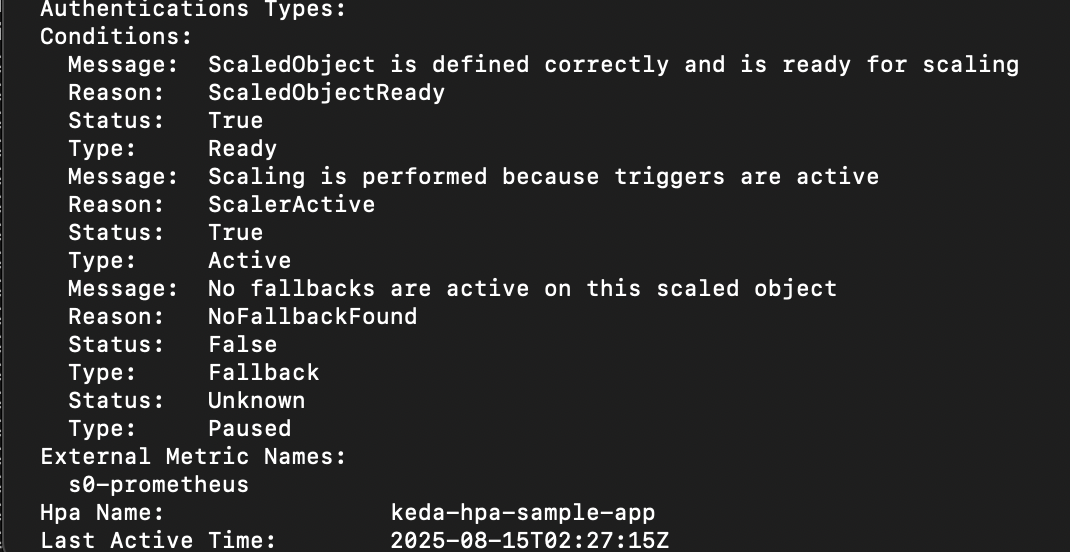 Authentications Types:
Conditions:
Message: ScaledObject is defined correctly and is ready for scaling
Reason: ScaledObjectReady
Status: True
Type: Ready
Message: Scaling is performed because triggers are active
Reason: ScalerActive
Status: True
Type: Active
Message: No fallbacks are active on this scaled object
Reason: NoFallbackFound
Status: False
Type: Fallback
Status: Unknown
Type: Paused
External Metric Names:
s0-prometheus
Hpa Name: keda-hpa-sample-app
Last Active Time: 2025-08-15T02:27:15Z